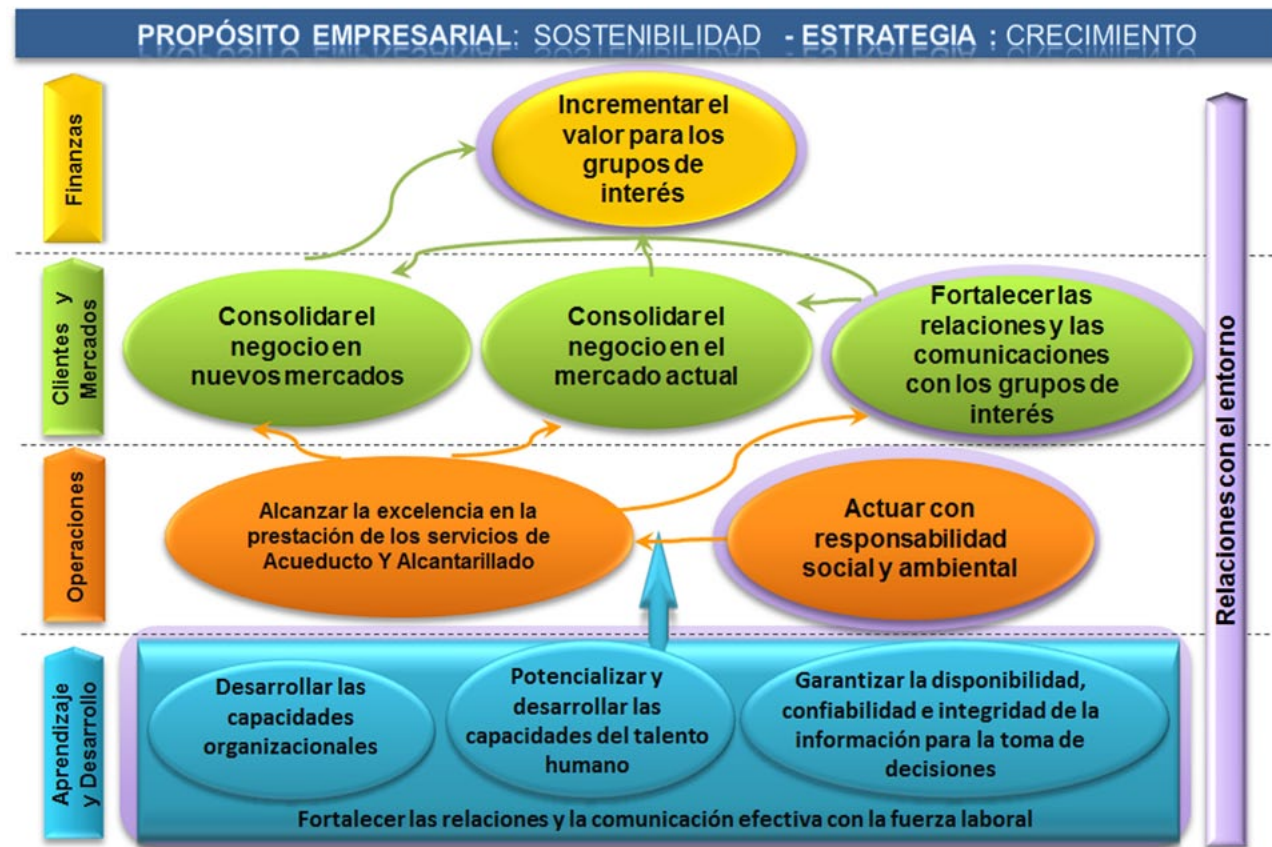 PROPÓSITO EMPRESARIAL: SOSTENIBILIDAD - ESTRATEGIA : CRECIMIENTO
Finanzas
Incrementar el
valor para los
grupos de
interés
Clientes y
Mercados
Consolidar el
negocio en
nuevos mercados
Consolidar el
negocio en el
mercado actual
Fortalecer las
relaciones y las
comunicaciones
con los grupos de
interés
Operaciones
Alcanzar la excelencia en la
prestación de los servicios de
Acueducto Y Alcantarillado
Actuar con
responsabilidad
social y ambiental
Aprendizaje
y Desarrollo
Desarrollar las
capacidades
organizacionales
Potencializar y
desarrollar las
capacidades del talento
humano
Garantizar la disponibilidad,
confiabilidad e integridad de la
información para la toma de
decisiones
Fortalecer las relaciones y la comunicación efectiva con la fuerza laboral
Relaciones con el entorno